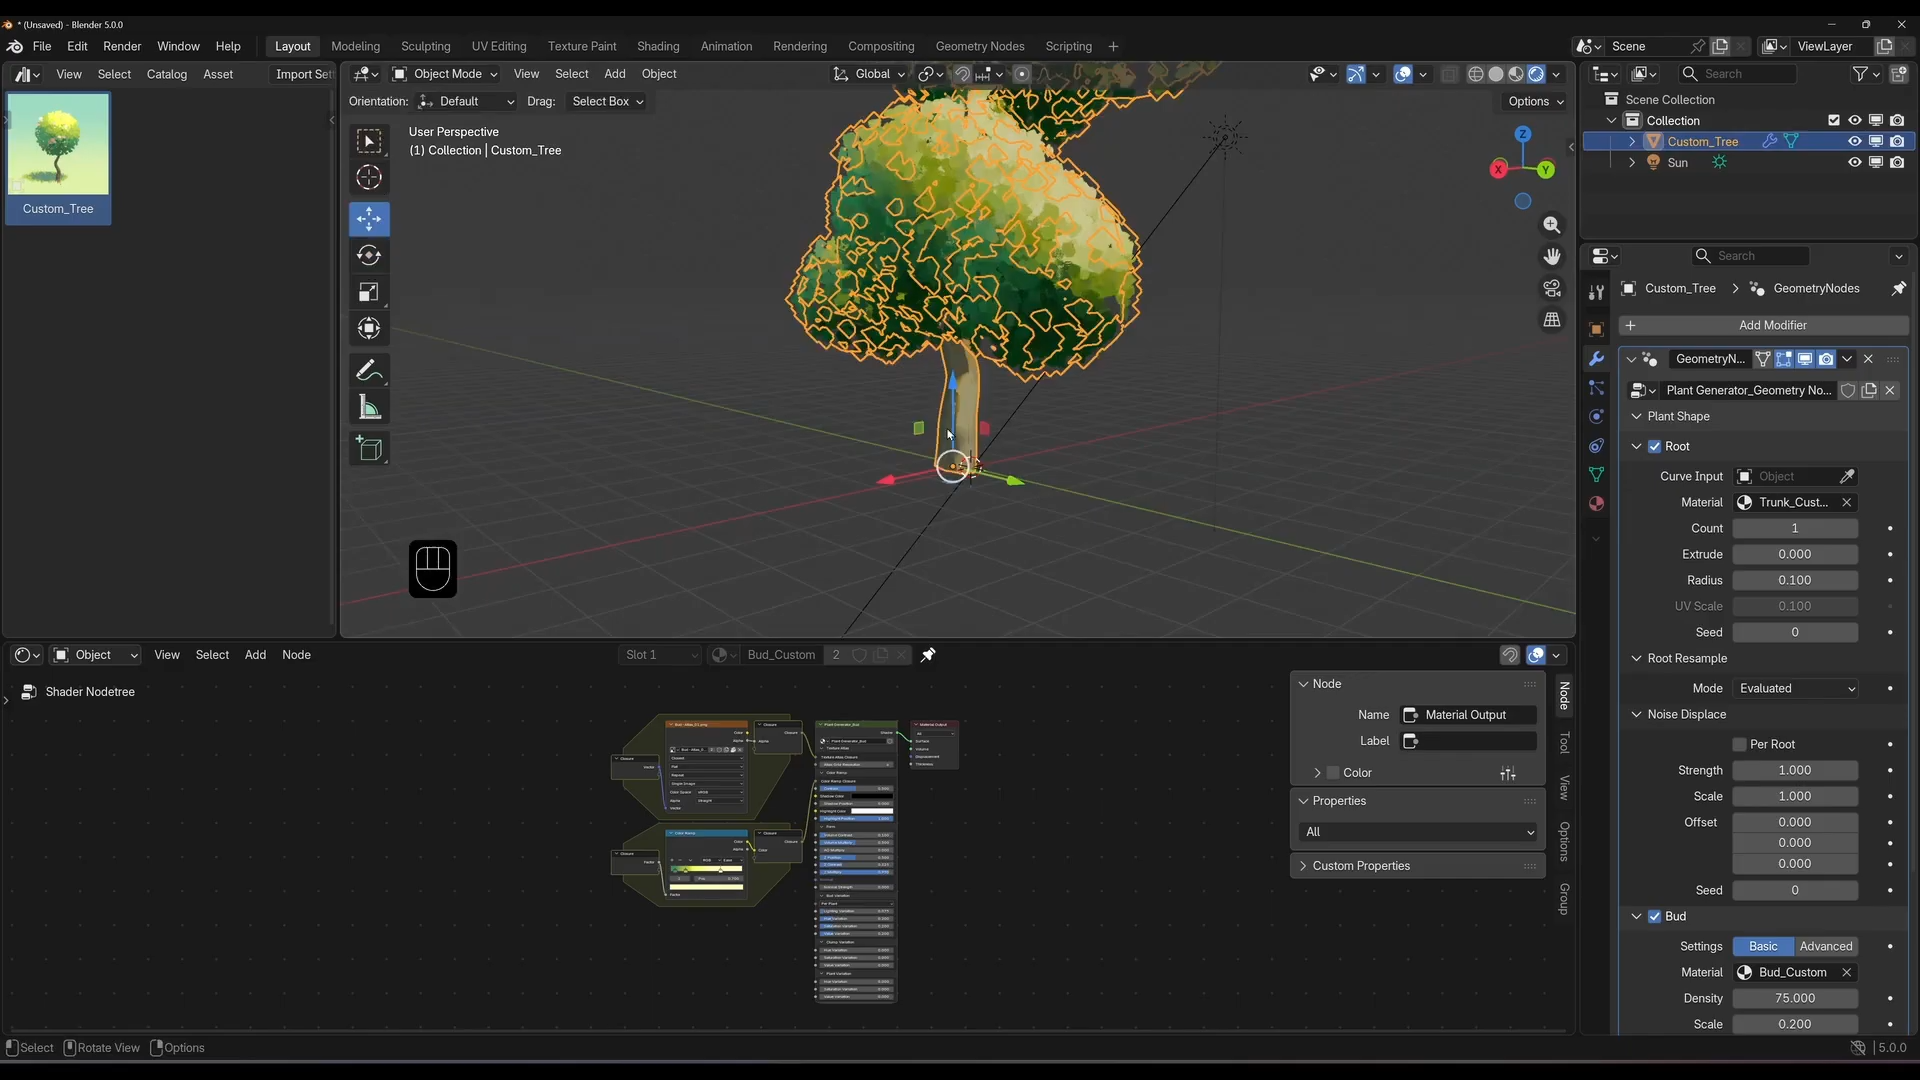 * (Unsaved) - Blender 5.0.0
File Edit Render Window Help
Layout Modeling Sculpting UV Editing Texture Paint Shading Animation Rendering Compositing Geometry Nodes Scripting
Scene
ViewLayer
View Select Catalog Asset Import Set
Object Mode View Select Add Object
Global
Search
Orientation: Default Drag: Select Box
Options
Scene Collection
Collection
Custom_Tree
Sun
User Perspective
(1) Collection | Custom_Tree
Z
X
Y
Custom_Tree
Search
Custom_Tree > GeometryNodes
Add Modifier
GeometryN...
Plant Generator_Geometry No...
Plant Shape
Root
Curve Input Object
Material Trunk_Cust...
Count 1
Extrude 0.000
Radius 0.100
UV Scale 0.100
Seed 0
Root Resample
Mode Evaluated
Noise Displace
Per Root
Strength 1.000
Scale 1.000
Offset 0.000
0.000
0.000
Seed 0
Bud
Settings Basic Advanced
Material Bud_Custom
Density 75.000
Scale 0.200
Object View Select Add Node
Slot 1
Bud_Custom 2
Shader Nodetree
Node
Name Material Output
Label
Color
Properties
All
Custom Properties
Node
Tool
View
Options
Group
Select Rotate View Options
5.0.0